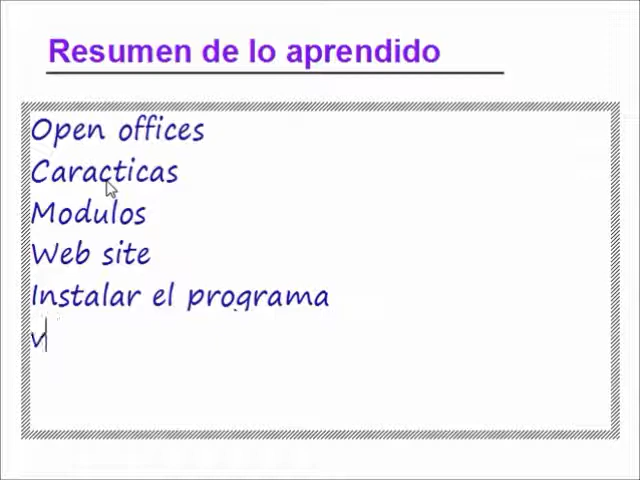 Resumen de lo aprendido
Open offices
Caracticas
Modulos
Web site
Instalar el programa
v